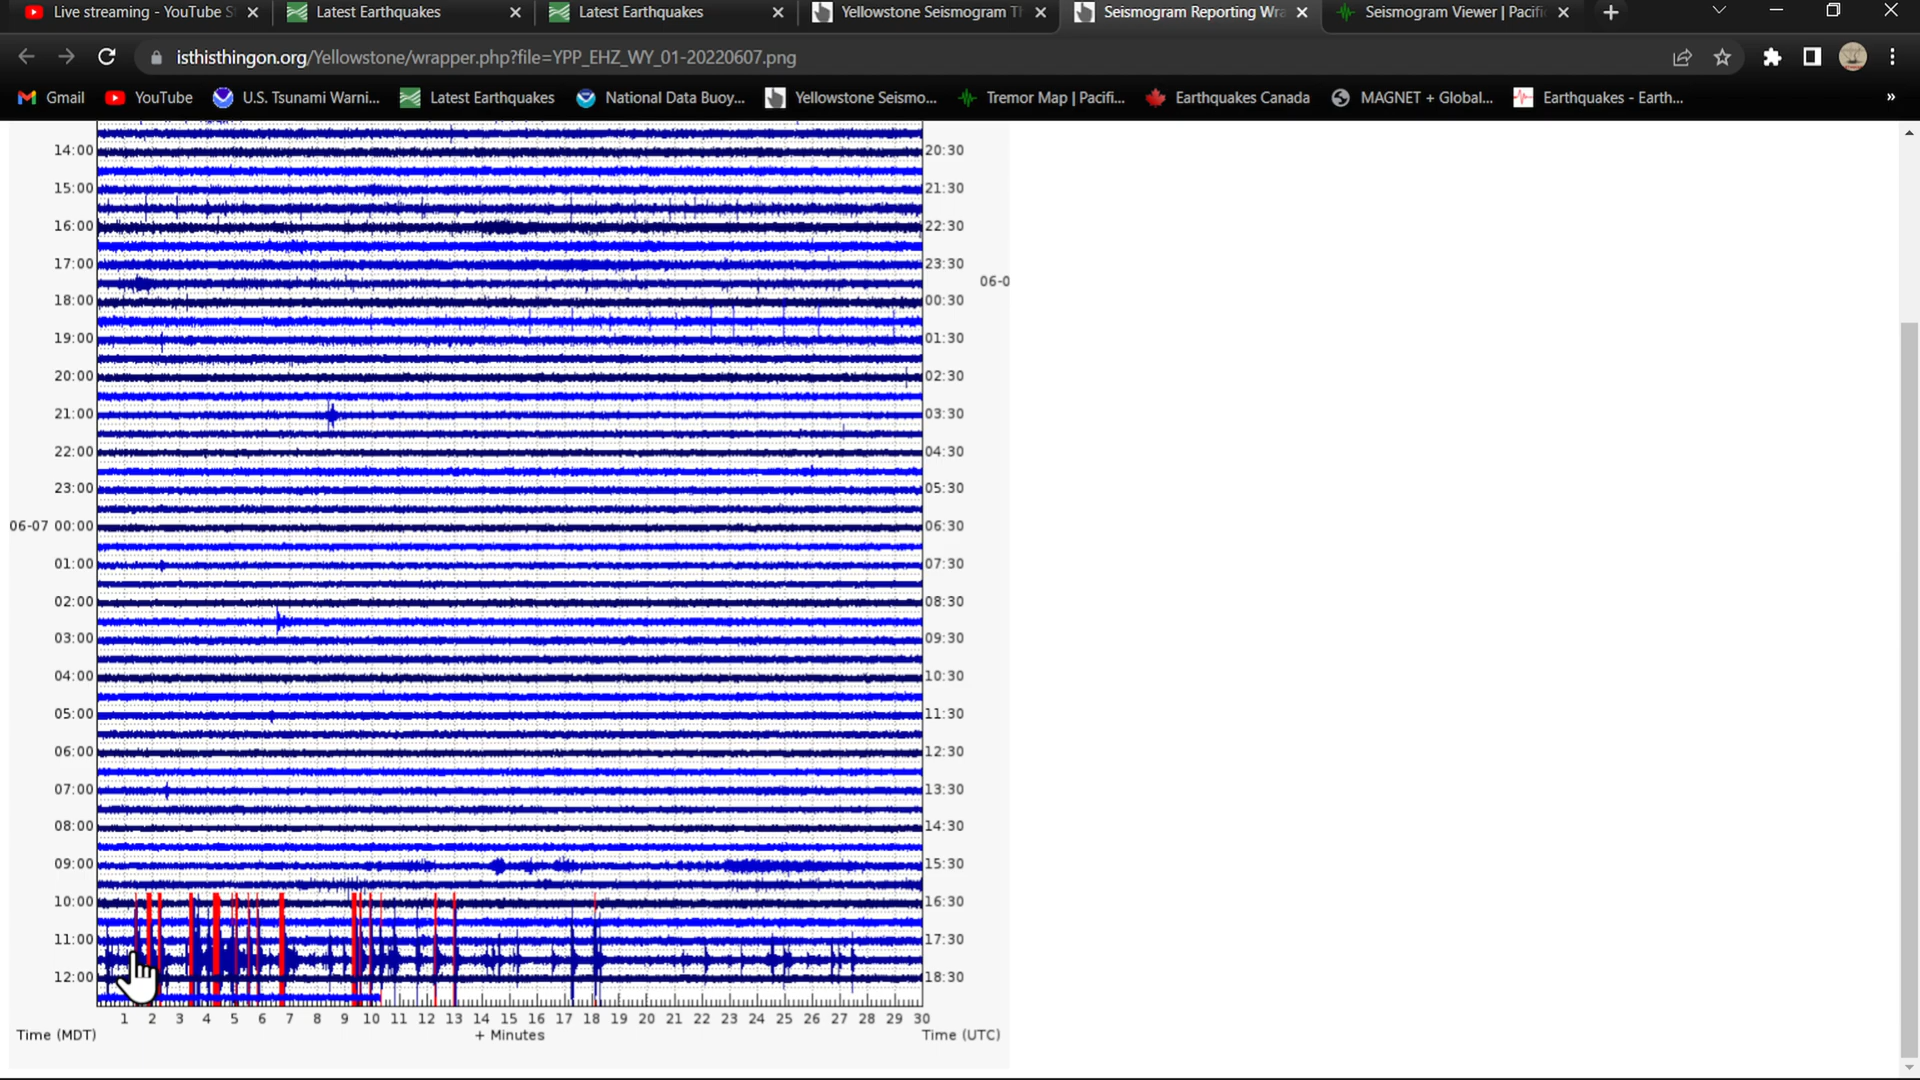 Live streaming - YouTube S
Latest Earthquakes
Latest Earthquakes
Yellowstone Seismogram Th
Seismogram Reporting Wra
Seismogram Viewer | Pacifi
isthisthingon.org/Yellowstone/wrapper.php?file=YPP_EHZ_WY_01-20220607.png
Gmail
YouTube
U.S. Tsunami Warni...
Latest Earthquakes
National Data Buoy...
Yellowstone Seismo...
Tremor Map | Pacifi...
Earthquakes Canada
MAGNET + Global...
Earthquakes - Earth...
»
14:00 20:30
15:00 21:30
16:00 22:30
17:00 23:30
06-0
18:00 00:30
19:00 01:30
20:00 02:30
21:00 03:30
22:00 04:30
23:00 05:30
06-07 00:00 06:30
01:00 07:30
02:00 08:30
03:00 09:30
04:00 10:30
05:00 11:30
06:00 12:30
07:00 13:30
08:00 14:30
09:00 15:30
10:00 16:30
11:00 17:30
12:00 18:30
1 2 3 4 5 6 7 8 9 10 11 12 13 14 15 16 17 18 19 20 21 22 23 24 25 26 27 28 29 30
Time (MDT) + Minutes Time (UTC)